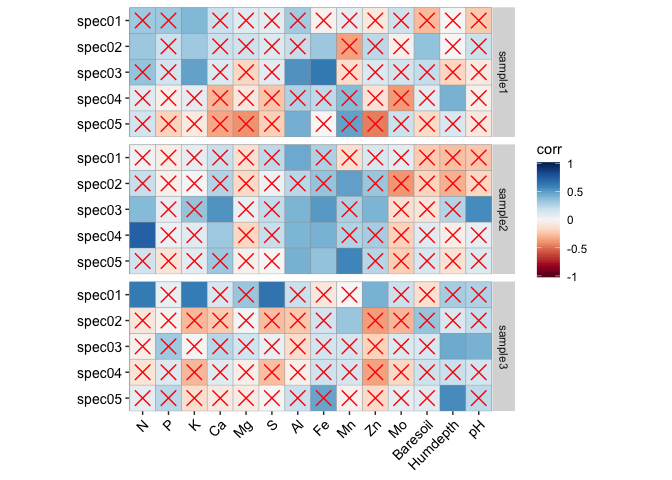 spec01
spec02
spec03
spec04
spec05
sample1
spec01
spec02
spec03
spec04
spec05
sample2
spec01
spec02
spec03
spec04
spec05
sample3
N P K Ca Mg S Al Fe Mn Zn Mo Baresoil Humdepth pH
corr
1
0.5
0
-0.5
-1